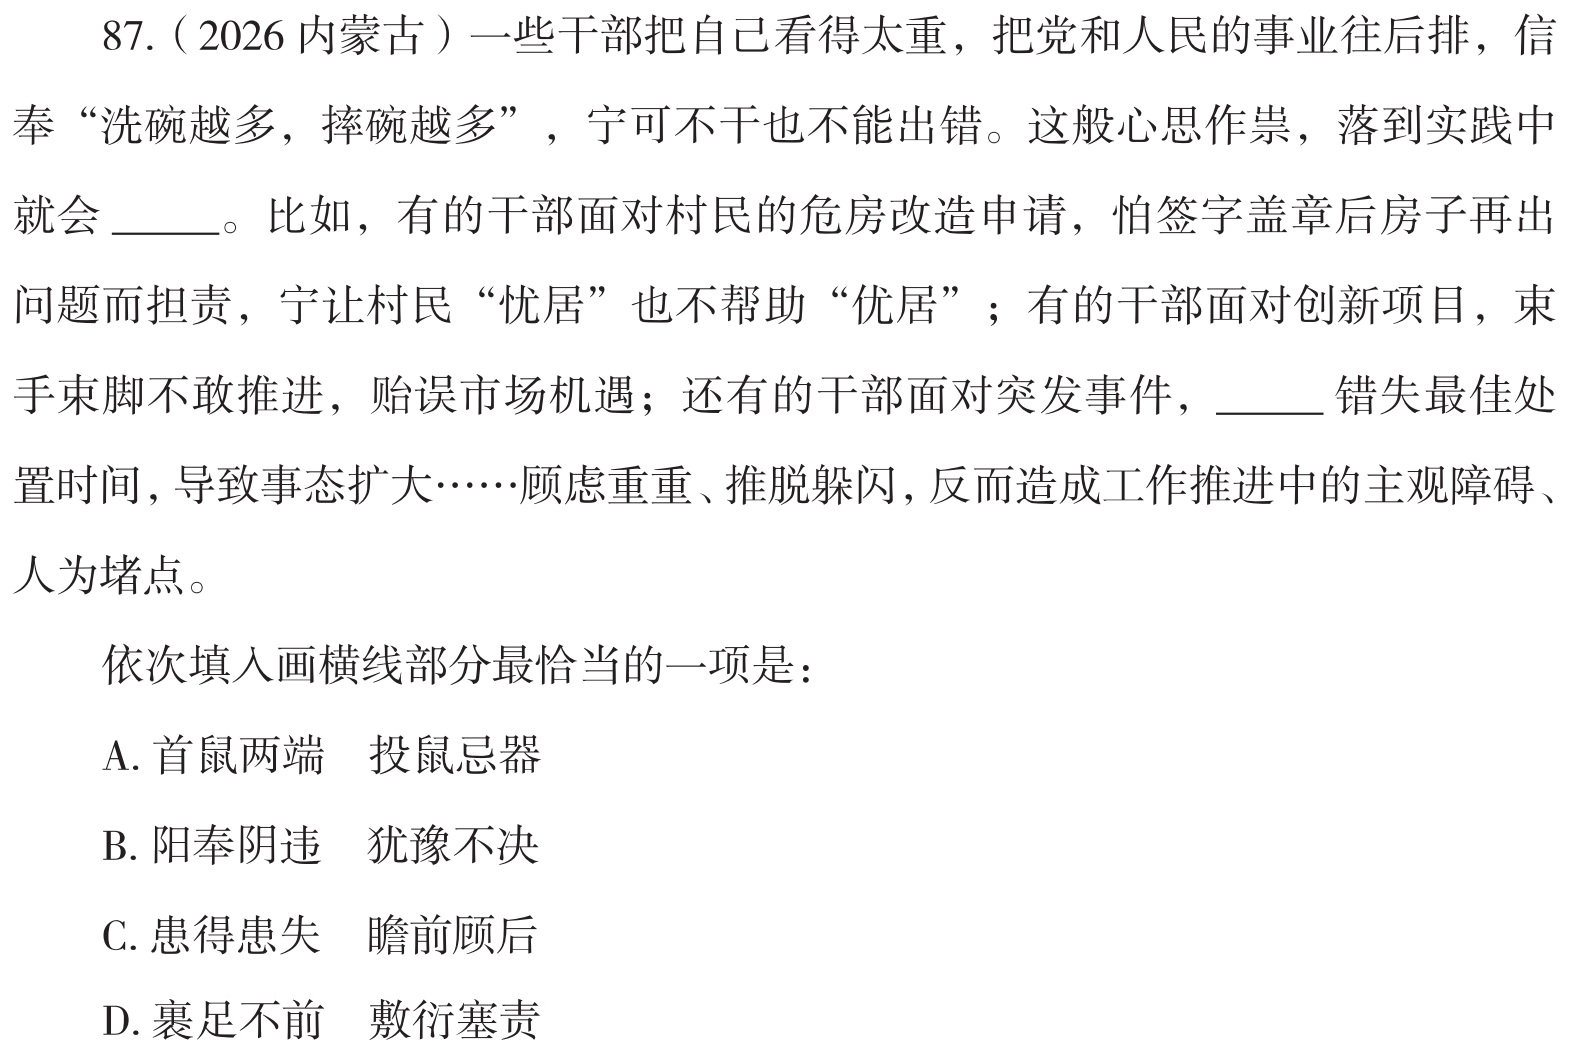 87.（2026 内蒙古）一些干部把自己看得太重，把党和人民的事业往后排，信
奉“洗碗越多，摔碗越多”，宁可不干也不能出错。这般心思作祟，落到实践中
就会_____。比如，有的干部面对村民的危房改造申请，怕签字盖章后房子再出
问题而担责，宁让村民“忧居”也不帮助“优居”；有的干部面对创新项目，束
手束脚不敢推进，贻误市场机遇；还有的干部面对突发事件，_____错失最佳处
置时间，导致事态扩大……顾虑重重、推脱躲闪，反而造成工作推进中的主观障碍、
人为堵点。
依次填入画横线部分最恰当的一项是：
A. 首鼠两端　投鼠忌器
B. 阳奉阴违　犹豫不决
C. 患得患失　瞻前顾后
D. 裹足不前　敷衍塞责